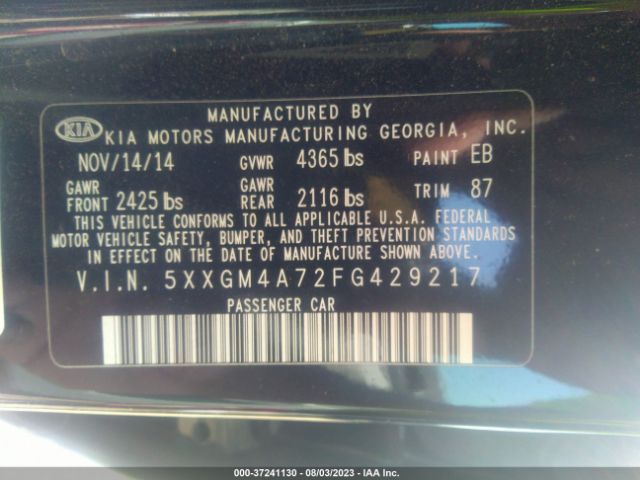 MANUFACTURED BY
KIA KIA MOTORS MANUFACTURING GEORGIA, INC.
NOV/14/14 GVWR 4365 lbs PAINT EB
GAWR FRONT 2425 lbs GAWR REAR 2116 lbs TRIM 87
THIS VEHICLE CONFORMS TO ALL APPLICABLE U.S.A. FEDERAL
MOTOR VEHICLE SAFETY, BUMPER, AND THEFT PREVENTION STANDARDS
IN EFFECT ON THE DATE OF MANUFACTURE SHOWN ABOVE.
V.I.N. 5XXGM4A72FG429217
PASSENGER CAR
000-37241130 - 08/03/2023 - IAA Inc.